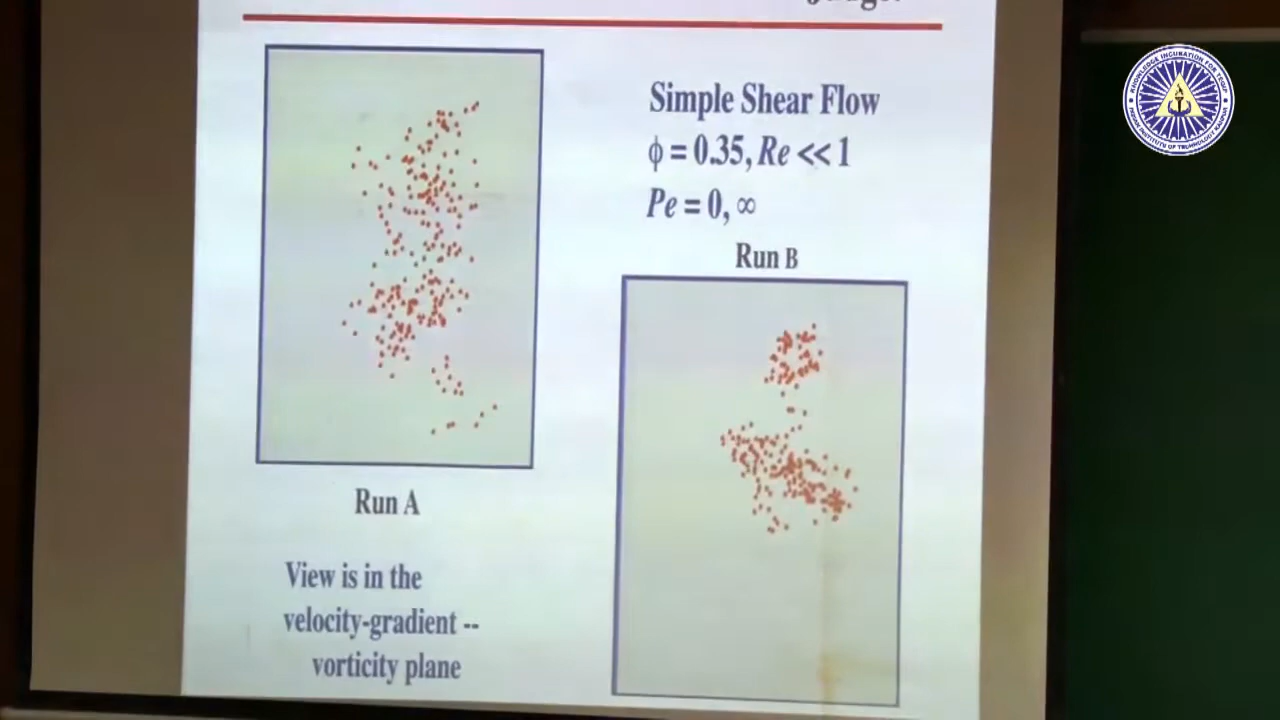 Simple Shear Flow
ϕ = 0.35, Re << 1
Pe = 0, ∞
Run B
Run A
View is in the
velocity-gradient --
vorticity plane